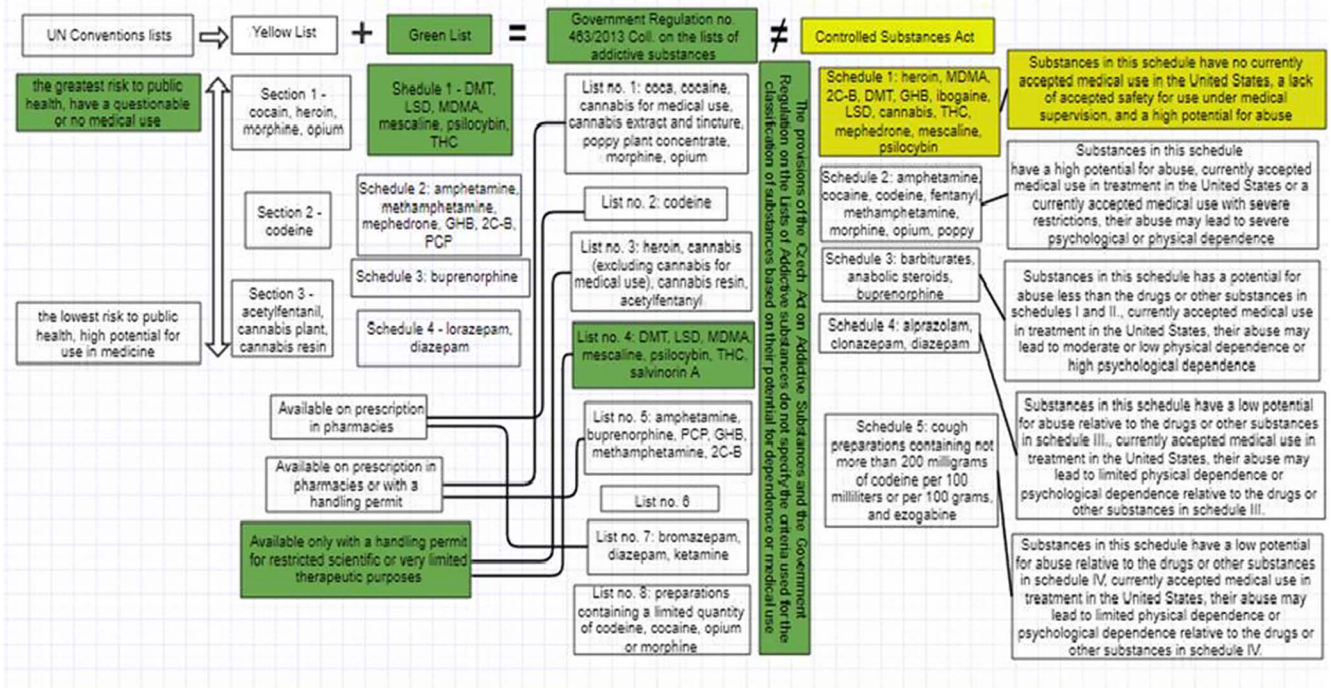 UN Conventions lists
Yellow List
+
Green List
=
Government Regulation no.
463/2013 Coll. on the lists of
addictive substances
≠
Controlled Substances Act
the greatest risk to public
health, have a questionable
or no medical use
the lowest risk to public
health, high potential for
use in medicine
Section 1 -
cocain, heroin,
morphine, opium
Section 2 -
codeine
Section 3 -
acetylfentanil,
cannabis plant,
cannabis resin
Shedule 1 - DMT,
LSD, MDMA,
mescaline, psilocybin,
THC
Schedule 2: amphetamine,
methamphetamine,
mephedrone, GHB, 2C-B,
PCP
Schedule 3: buprenorphine
Schedule 4 - lorazepam,
diazepam
Available on prescription
in pharmacies
Available on prescription in
pharmacies or with a
handling permit
Available only with a handling permit
for restricted scientific or very limited
therapeutic purposes
List no. 1: coca, cocaine,
cannabis for medical use,
cannabis extract and tincture,
poppy plant concentrate,
morphine, opium
List no. 2: codeine
List no. 3: heroin, cannabis
(excluding cannabis for
medical use), cannabis resin,
acetylfentanyl
List no. 4: DMT, LSD, MDMA,
mescaline, psilocybin, THC,
salvinorin A
List no. 5: amphetamine,
buprenorphine, PCP, GHB,
methamphetamine, 2C-B
List no. 6
List no. 7: bromazepam,
diazepam, ketamine
List no. 8: preparations
containing a limited quantity
of codeine, cocaine, opium
or morphine
The provisions of the Czech Act on Addictive Substances and the Government
Regulation on the Lists of Addictive substances do not specify the criteria used for the
classification of substances based on their potential for dependence or medical use
Schedule 1: heroin, MDMA,
2C-B, DMT, GHB, ibogaine,
LSD, cannabis, THC,
mephedrone, mescaline,
psilocybin
Schedule 2: amphetamine,
cocaine, codeine, fentanyl,
methamphetamine,
morphine, opium, poppy
Schedule 3: barbiturates,
anabolic steroids,
buprenorphine
Schedule 4: alprazolam,
clonazepam, diazepam
Schedule 5: cough
preparations containing not
more than 200 milligrams
of codeine per 100
milliliters or per 100 grams,
and ezogabine
Substances in this schedule have no currently
accepted medical use in the United States, a lack
of accepted safety for use under medical
supervision, and a high potential for abuse
Substances in this schedule
have a high potential for abuse, currently accepted
medical use in treatment in the United States or a
currently accepted medical use with severe
restrictions, their abuse may lead to severe
psychological or physical dependence
Substances in this schedule has a potential for
abuse less than the drugs or other substances in
schedules I and II., currently accepted medical use
in treatment in the United States, their abuse may
lead to moderate or low physical dependence or
high psychological dependence
Substances in this schedule have a low potential
for abuse relative to the drugs or other substances
in schedule III., currently accepted medical use in
treatment in the United States, their abuse may
lead to limited physical dependence or
psychological dependence relative to the drugs or
other substances in schedule III.
Substances in this schedule have a low potential
for abuse relative to the drugs or other substances
in schedule IV, currently accepted medical use in
treatment in the United States, their abuse may
lead to limited physical dependence or
psychological dependence relative to the drugs or
other substances in schedule IV.